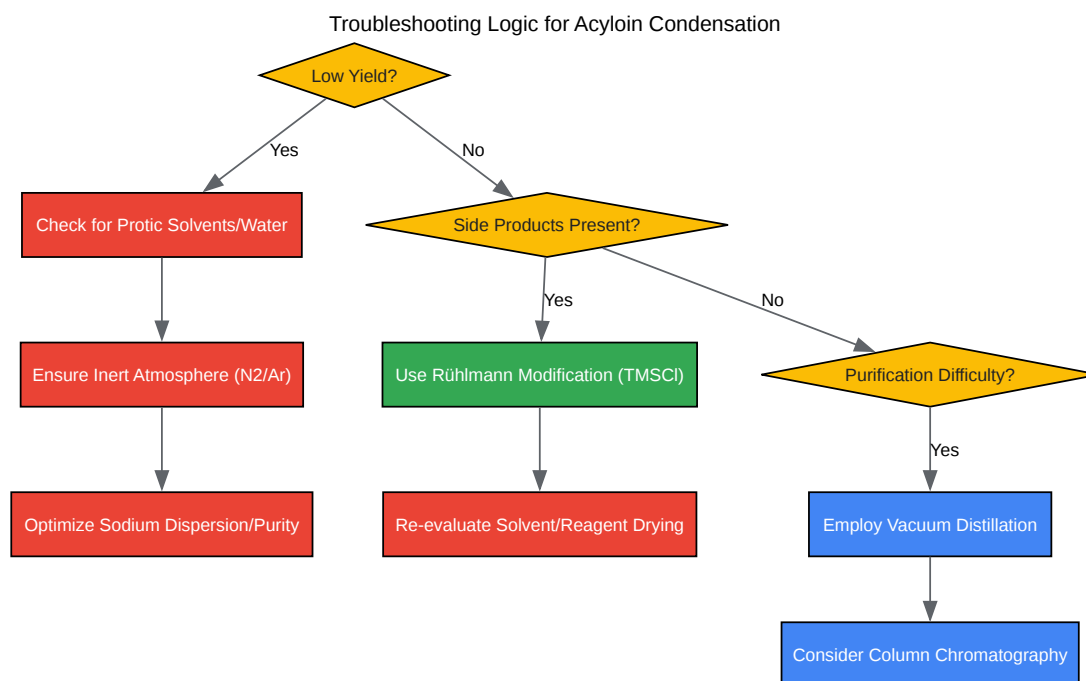 Troubleshooting Logic for Acyloin Condensation
Low Yield?
Yes
No
Check for Protic Solvents/Water
Side Products Present?
Yes
No
Ensure Inert Atmosphere (N2/Ar)
Use Rühlmann Modification (TMSCl)
Purification Difficulty?
Yes
Optimize Sodium Dispersion/Purity
Re-evaluate Solvent/Reagent Drying
Employ Vacuum Distillation
Consider Column Chromatography